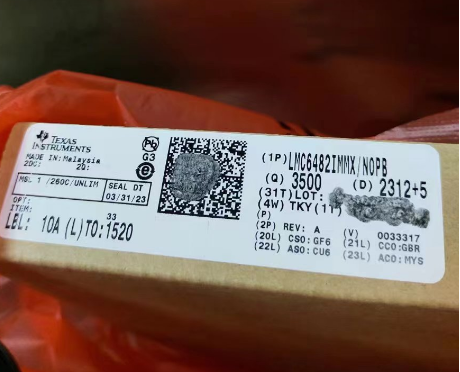 TEXAS
INSTRUMENTS
MADE IN: Malaysia
2DC: 2Q:
MSL 1 /260C/UNLIM
SEAL DT
03/31/23
OPT:
ITEM:
33
LBL: 10A (L)TO:1520
Pb
G3
e3
(1P)LMC6482IMMX/NOPB
(Q) 3500 (D) 2312+5
(31T)LOT:
(4W) TKY(1T)
(P)
(2P) REV: A (V) 0033317
(20L) CSO:GF6 (21L) CCO:GBR
(22L) ASO:CU6 (23L) ACO:MYS